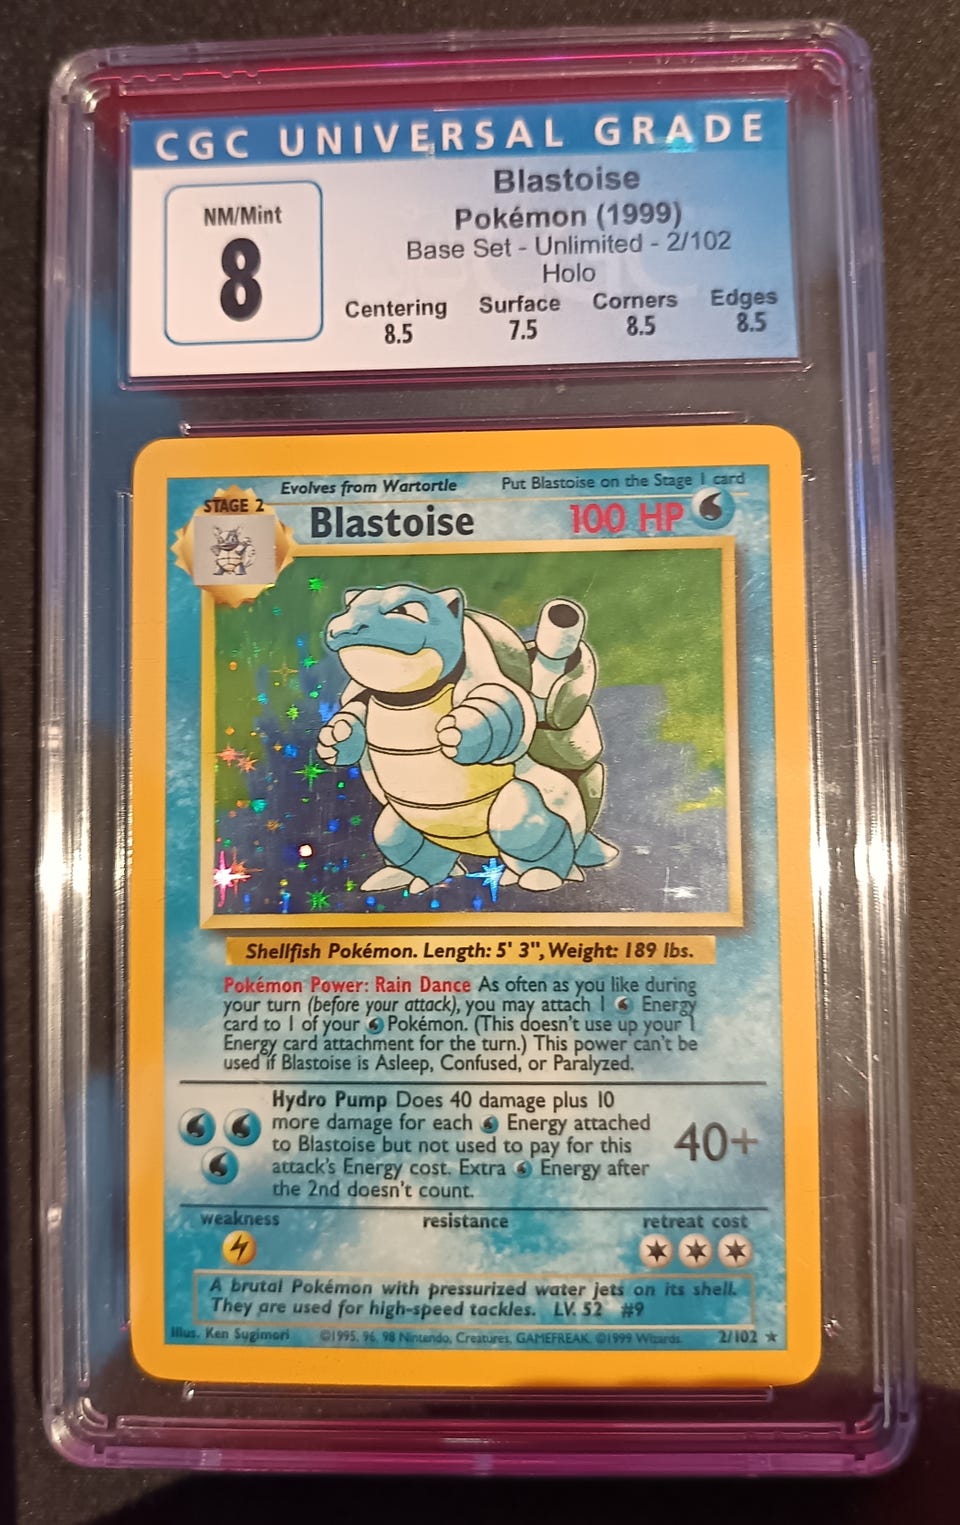 CGC UNIVERSAL GRADE
NM/Mint
8
Blastoise
Pokémon (1999)
Base Set - Unlimited - 2/102
Holo
Centering Surface Corners Edges
8.5 7.5 8.5 8.5
Evolves from Wartortle Put Blastoise on the Stage 1 card
STAGE 2
Blastoise 100 HP
Shellfish Pokémon. Length: 5' 3", Weight: 189 lbs.
Pokémon Power: Rain Dance As often as you like during
your turn (before your attack), you may attach 1 Energy
card to 1 of your Pokémon. (This doesn't use up your 1
Energy card attachment for the turn.) This power can't be
used if Blastoise is Asleep, Confused, or Paralyzed.
Hydro Pump Does 40 damage plus 10
more damage for each Energy attached
to Blastoise but not used to pay for this
attack's Energy cost. Extra Energy after
the 2nd doesn't count.
40+
weakness resistance retreat cost
A brutal Pokémon with pressurized water jets on its shell.
They are used for high-speed tackles. LV. 52 #9
Illus. Ken Sugimori ©1995, 96, 98 Nintendo, Creatures, GAMEFREAK. ©1999 Wizards. 2/102 ★